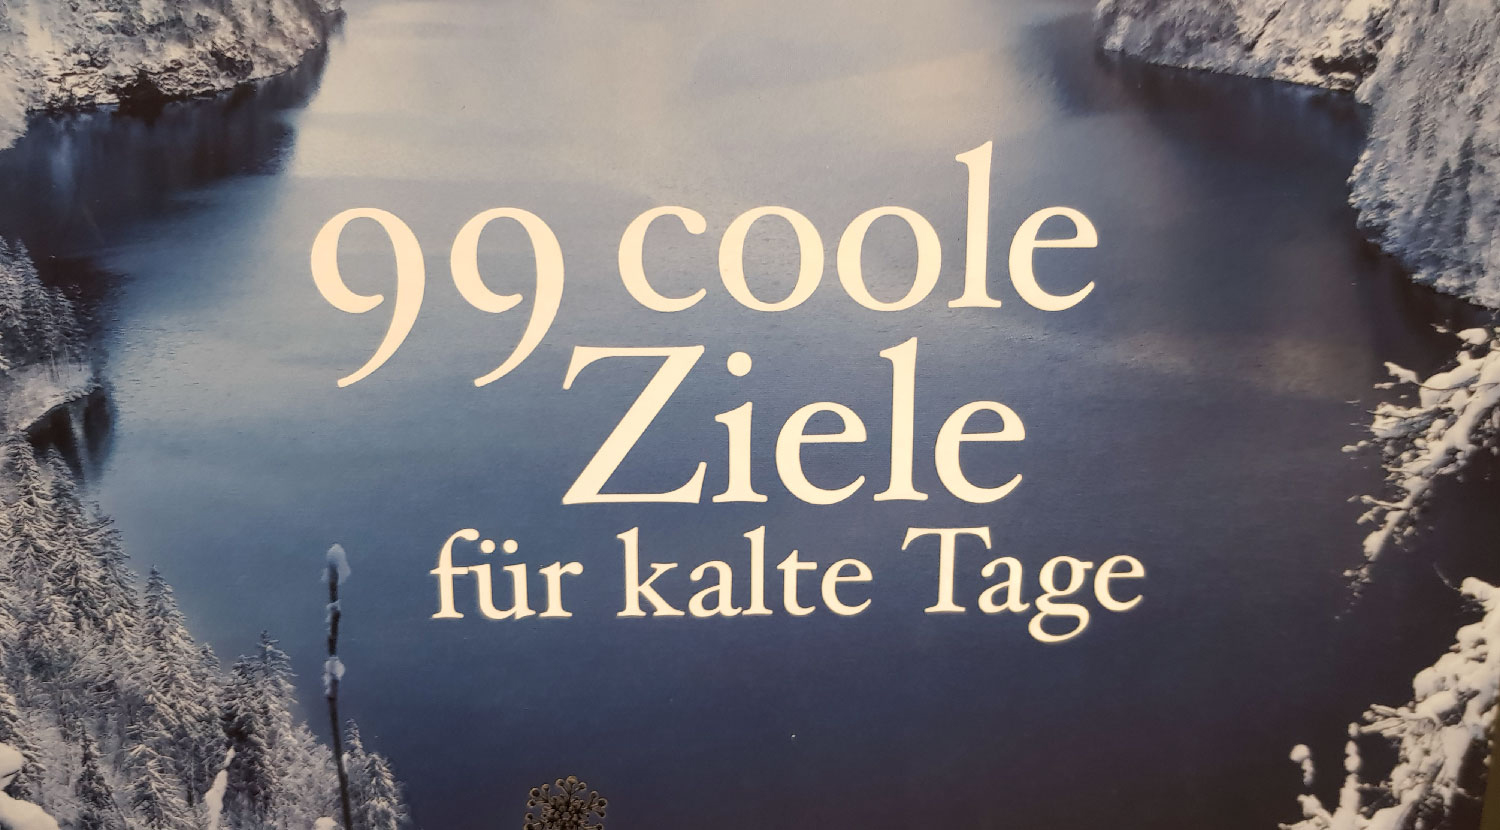 99 coole
Ziele
für kalte Tage